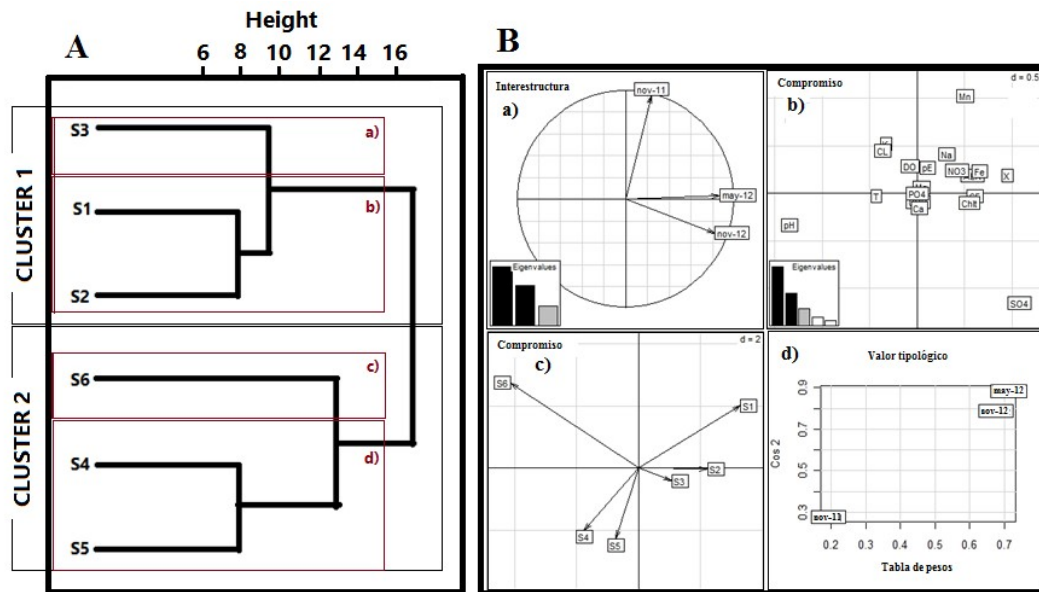 Height
A
6 8 10 12 14 16
CLUSTER 1
S3
a)
S1
b)
S2
CLUSTER 2
S6
c)
S4
d)
S5
B
Interestructura
a)
nov-11
may-12
nov-12
Eigenvalues
Compromiso
b)
d = 0.5
Mn
CL
Na
DO
pE
NO3
Fe
X
PO4
T
Chlt
Ca
pH
SO4
Eigenvalues
Compromiso
c)
d = 2
S6
S1
S2
S3
S4
S5
d)
Valor tipológico
may-12
nov-12
nov-11
Cos 2
0.3 0.5 0.7 0.9
0.2 0.3 0.4 0.5 0.6 0.7
Tabla de pesos